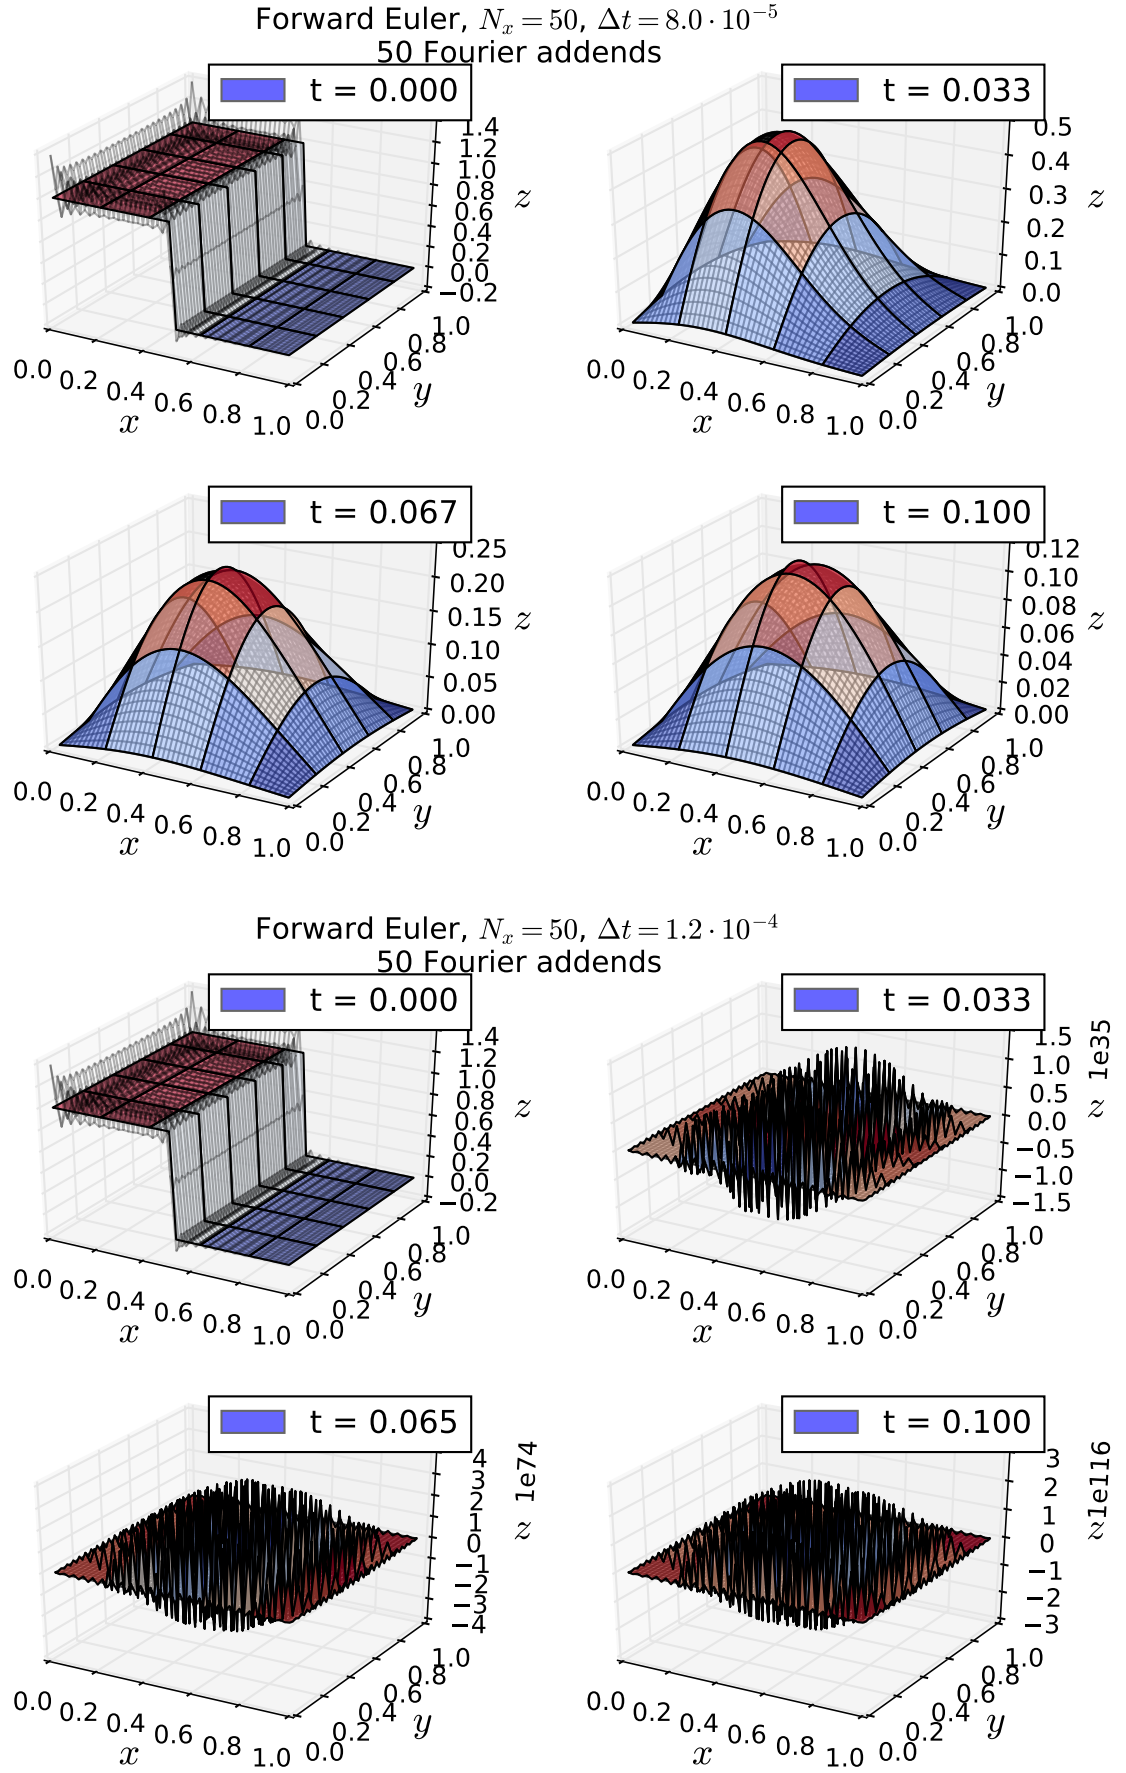 Forward Euler, Nₓ = 50, Δt = 8.0 · 10⁻⁵
50 Fourier addends
t = 0.000
1.4
1.2
1.0
0.8
0.6
0.4
0.2
0.0
−0.2
z
0.0 0.2 0.4 0.6 0.8 1.0
x
0.0 0.2 0.4 0.6 0.8 1.0
y
t = 0.033
0.5
0.4
0.3
0.2
0.1
0.0
z
0.0 0.2 0.4 0.6 0.8 1.0
x
0.0 0.2 0.4 0.6 0.8 1.0
y
t = 0.067
0.25
0.20
0.15
0.10
0.05
0.00
z
0.0 0.2 0.4 0.6 0.8 1.0
x
0.0 0.2 0.4 0.6 0.8 1.0
y
t = 0.100
0.12
0.10
0.08
0.06
0.04
0.02
0.00
z
0.0 0.2 0.4 0.6 0.8 1.0
x
0.0 0.2 0.4 0.6 0.8 1.0
y
Forward Euler, Nₓ = 50, Δt = 1.2 · 10⁻⁴
50 Fourier addends
t = 0.000
1.4
1.2
1.0
0.8
0.6
0.4
0.2
0.0
−0.2
z
0.0 0.2 0.4 0.6 0.8 1.0
x
0.0 0.2 0.4 0.6 0.8 1.0
y
t = 0.033
1.5
1.0
0.5
0.0
−0.5
−1.0
−1.5
z
1e35
0.0 0.2 0.4 0.6 0.8 1.0
x
0.0 0.2 0.4 0.6 0.8 1.0
y
t = 0.065
4
3
2
1
0
−1
−2
−3
−4
z
1e74
0.0 0.2 0.4 0.6 0.8 1.0
x
0.0 0.2 0.4 0.6 0.8 1.0
y
t = 0.100
3
2
1
0
−1
−2
−3
z
1e116
0.0 0.2 0.4 0.6 0.8 1.0
x
0.0 0.2 0.4 0.6 0.8 1.0
y